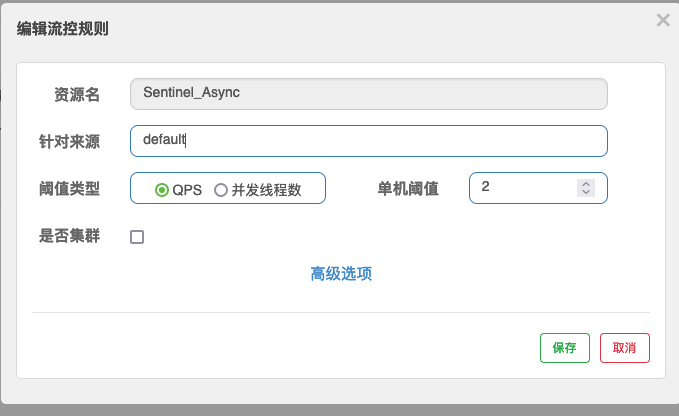 编辑流控规则 ×
资源名 Sentinel_Async
针对来源 default
阈值类型 QPS 并发线程数 单机阈值 2
是否集群
高级选项
保存 取消